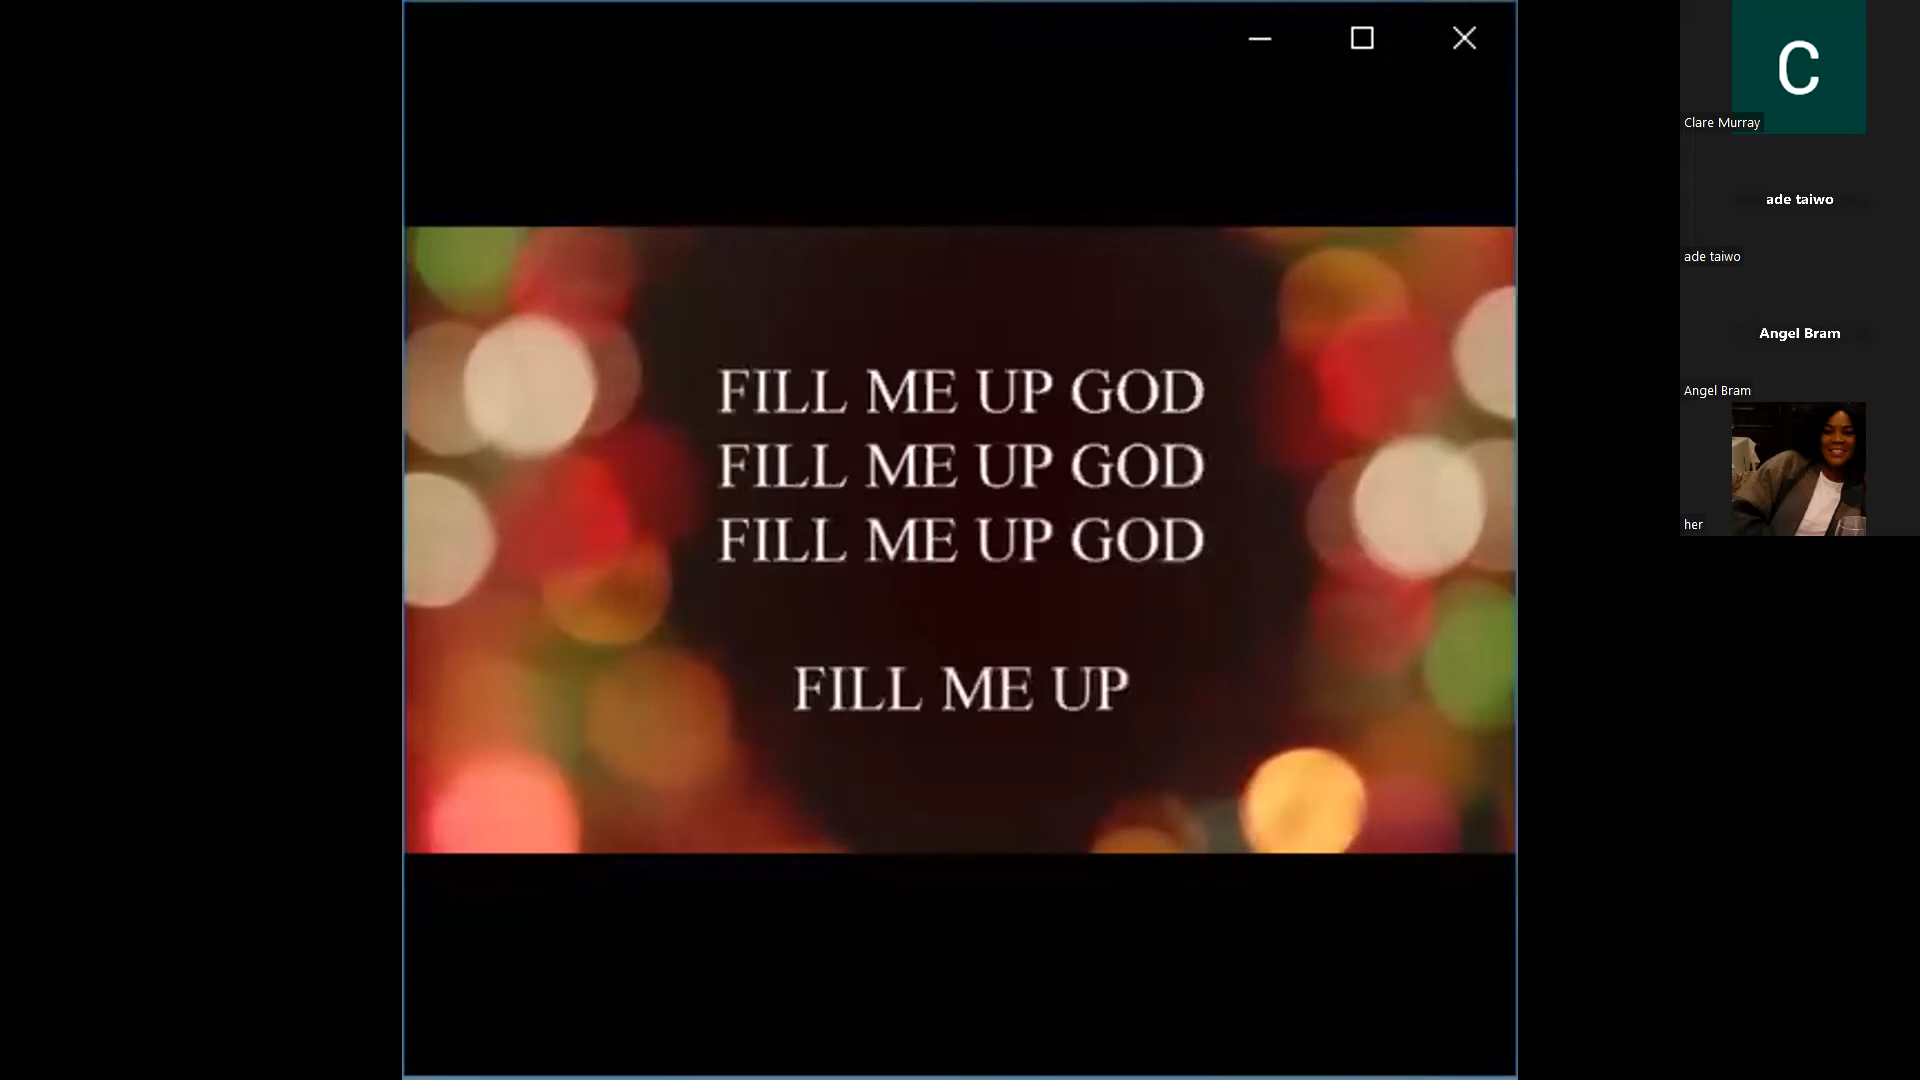 FILL ME UP GOD
FILL ME UP GOD
FILL ME UP GOD
FILL ME UP
C
Clare Murray
ade taiwo
ade taiwo
Angel Bram
Angel Bram
her